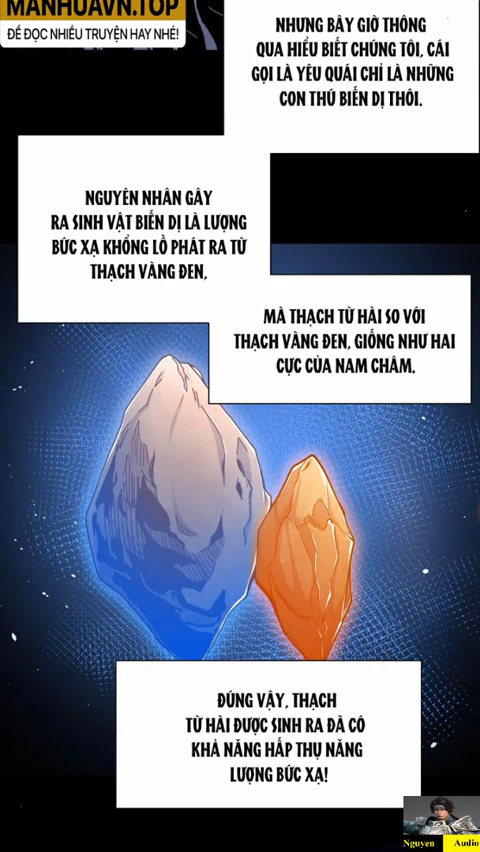 MANHUAVN.TOP
ĐỂ ĐỌC NHIỀU TRUYỆN HAY NHÉ!
NHƯNG BÂY GIỜ THÔNG
QUA HIỂU BIẾT CHÚNG TÔI, CÁI
GỌI LÀ YÊU QUÁI CHỈ LÀ NHỮNG
CON THÚ BIẾN DỊ THÔI.
NGUYÊN NHÂN GÂY
RA SINH VẬT BIẾN DỊ LÀ LƯỢNG
BỨC XẠ KHỔNG LỒ PHÁT RA TỪ
THẠCH VÀNG ĐEN,
MÀ THẠCH TỪ HÀI SO VỚI
THẠCH VÀNG ĐEN, GIỐNG NHƯ HAI
CỰC CỦA NAM CHÂM.
ĐÚNG VẬY, THẠCH
TỪ HÀI ĐƯỢC SINH RA ĐÃ CÓ
KHẢ NĂNG HẤP THỤ NĂNG
LƯỢNG BỨC XẠ!
Nguyen Audio